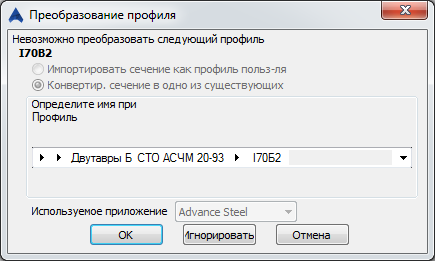 Преобразование профиля
Невозможно преобразовать следующий профиль
I70B2
Импортировать сечение как профиль польз-ля
Конвертир. сечение в одно из существующих
Определите имя при
Профиль
Двутавры Б СТО АСЧМ 20-93 I70Б2
Используемое приложение Advance Steel
OK Игнорировать Отмена